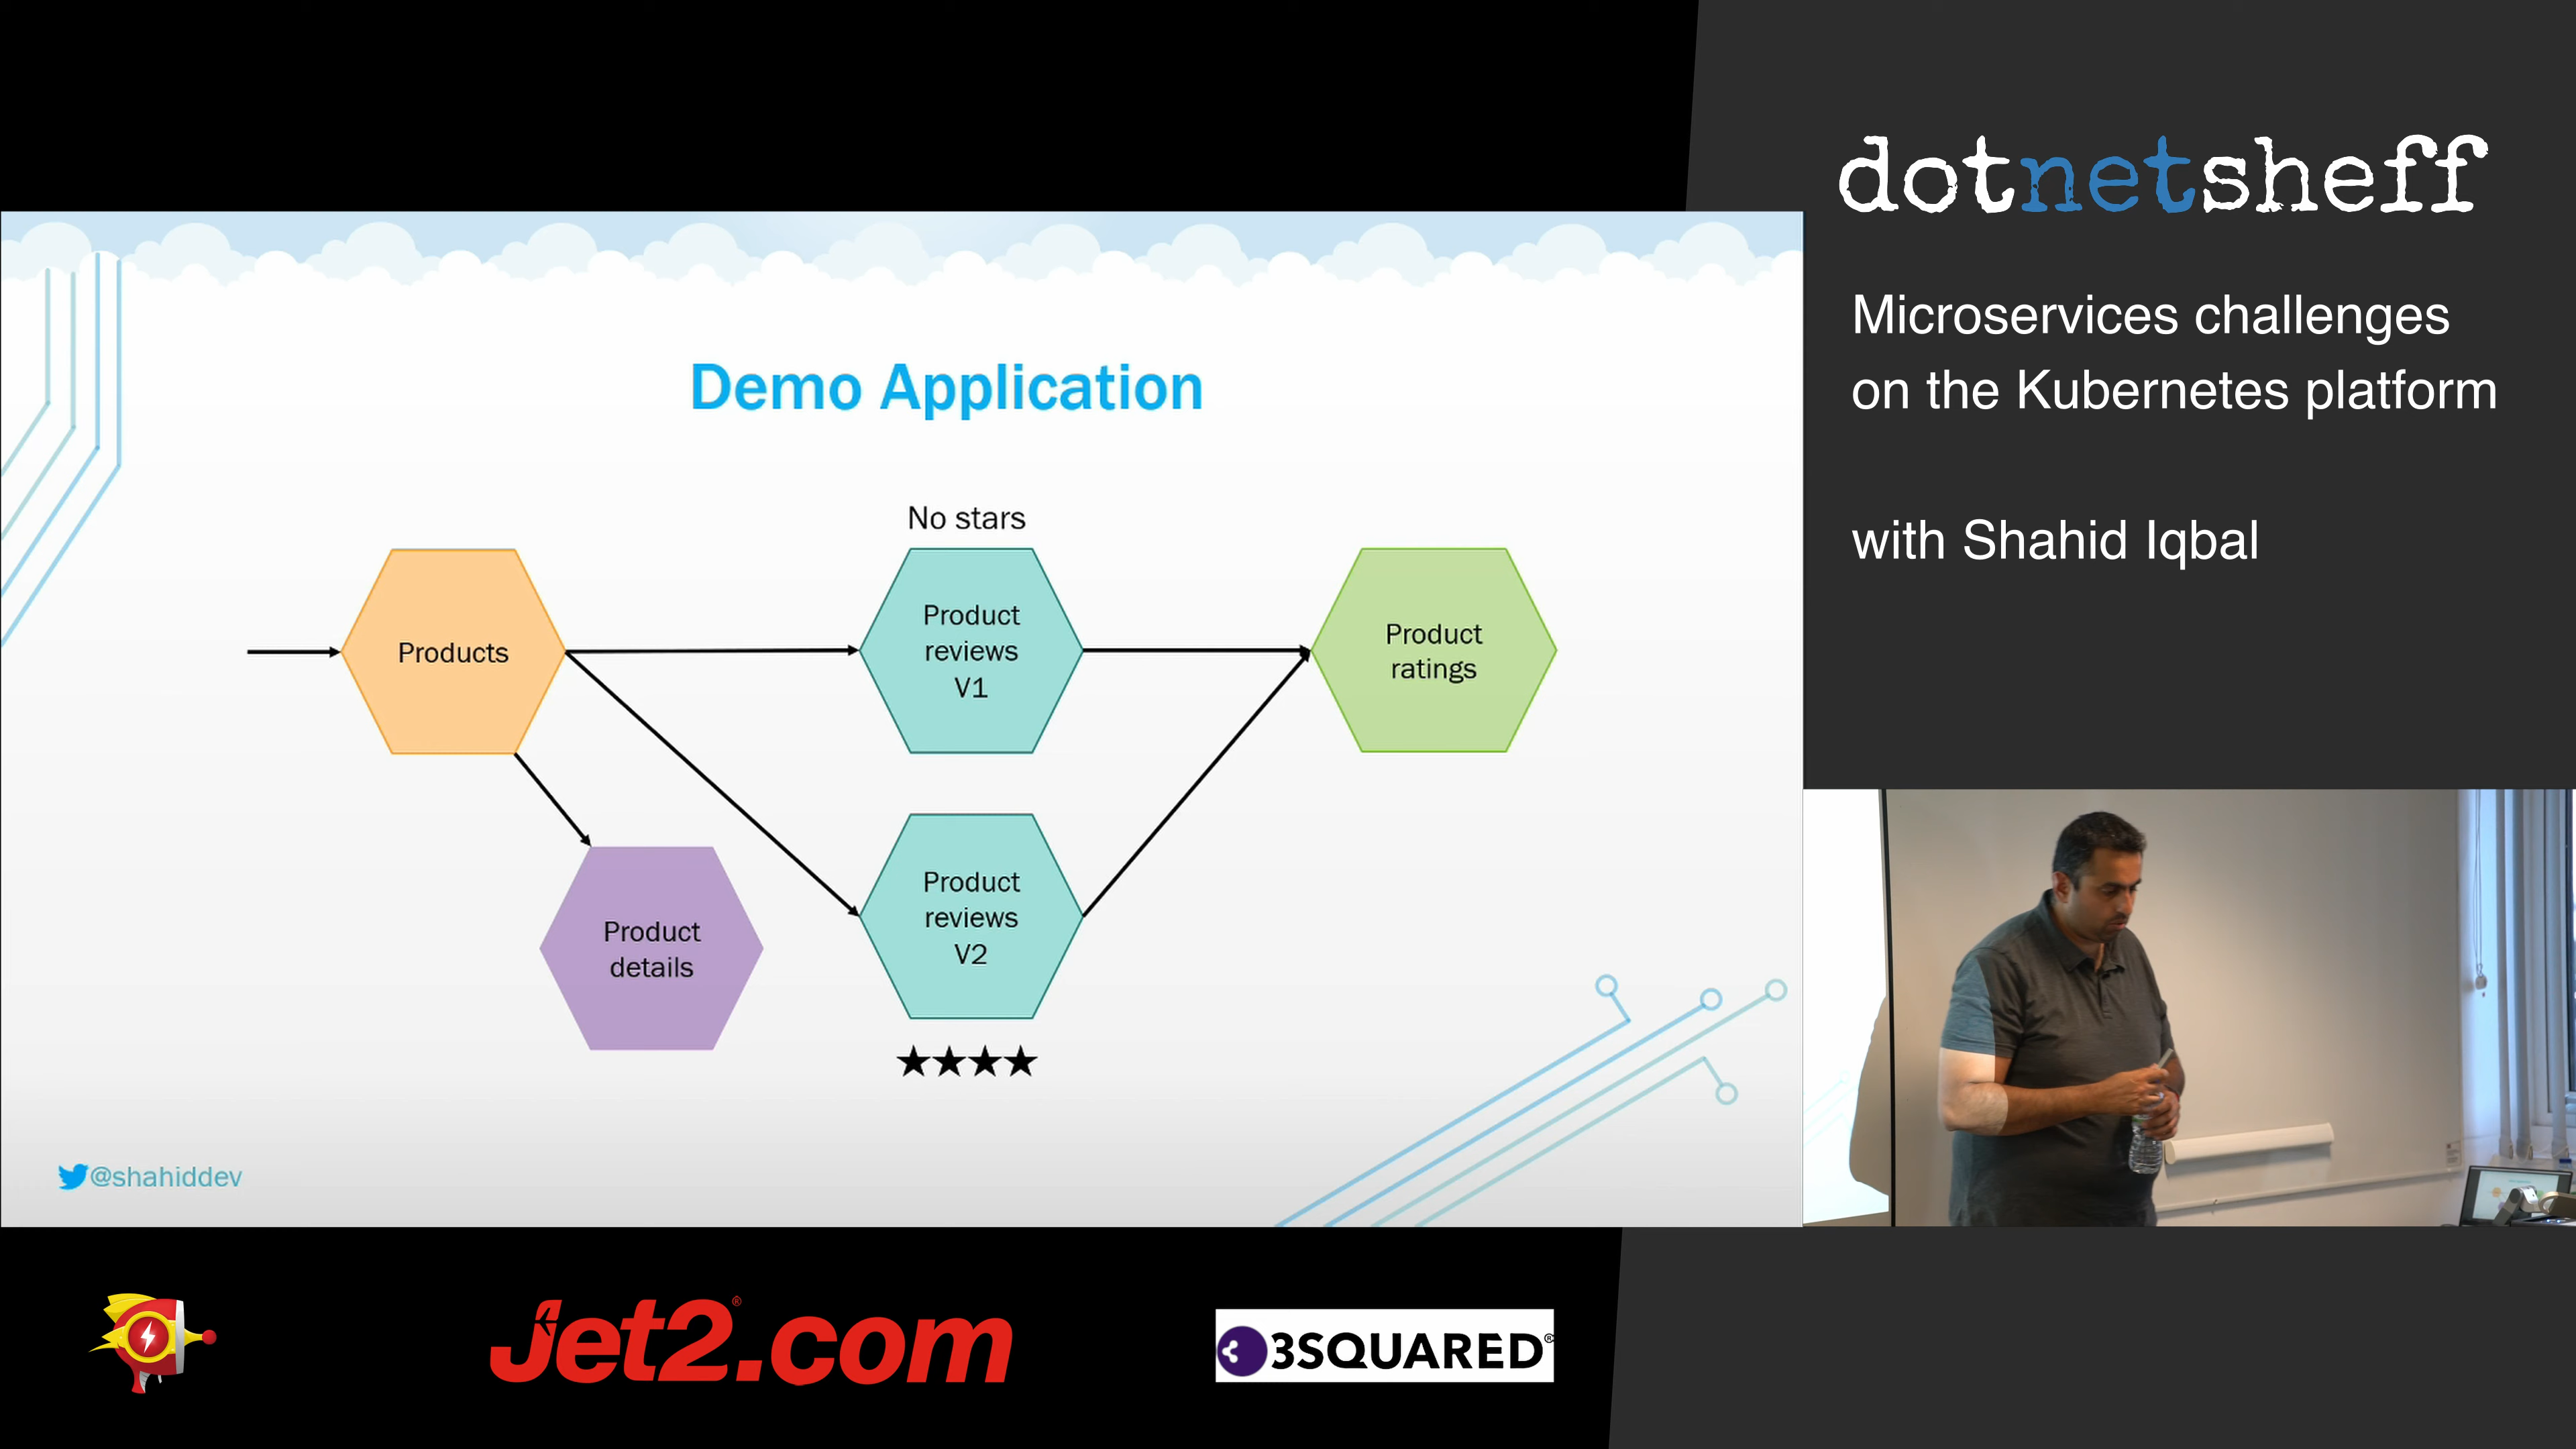 dotnetsheff
Microservices challenges
on the Kubernetes platform
with Shahid Iqbal
Demo Application
No stars
Products
Product
reviews
V1
Product
ratings
Product
details
Product
reviews
V2
★★★★
@shahiddev
Jet2.com®
3SQUARED®